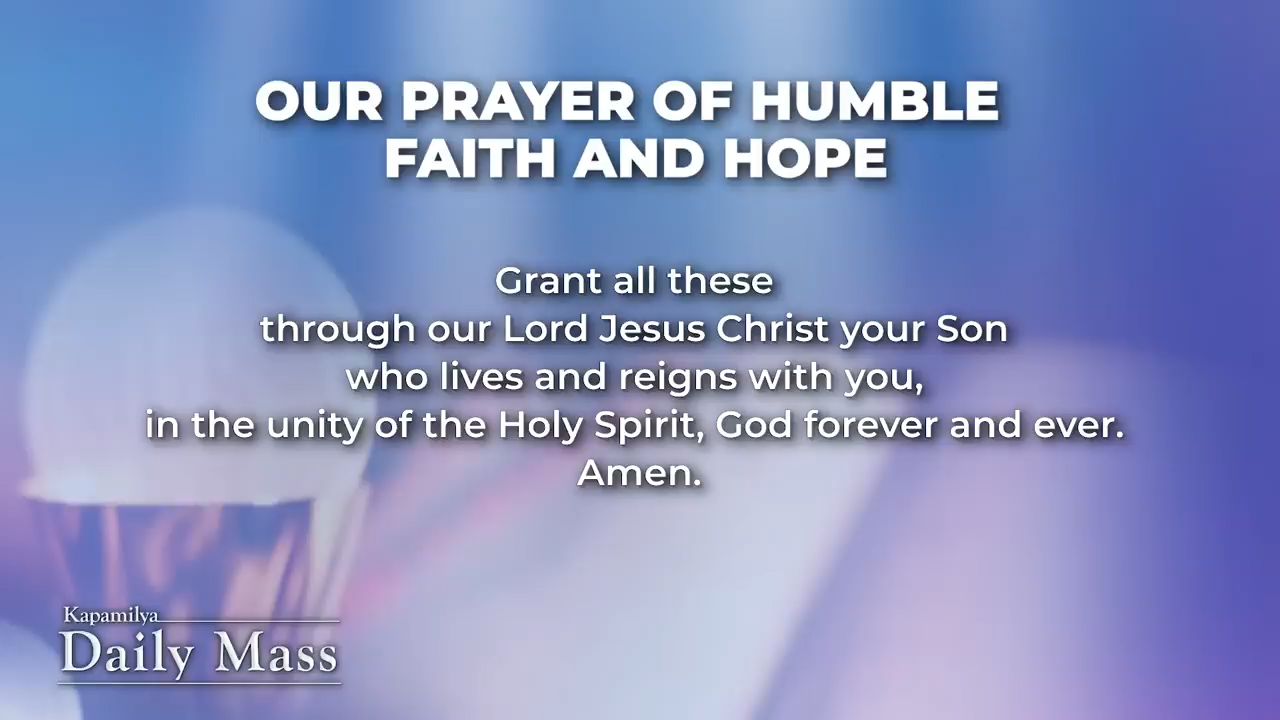 OUR PRAYER OF HUMBLE
FAITH AND HOPE
Grant all these
through our Lord Jesus Christ your Son
who lives and reigns with you,
in the unity of the Holy Spirit, God forever and ever.
Amen.
Kapamilya
Daily Mass